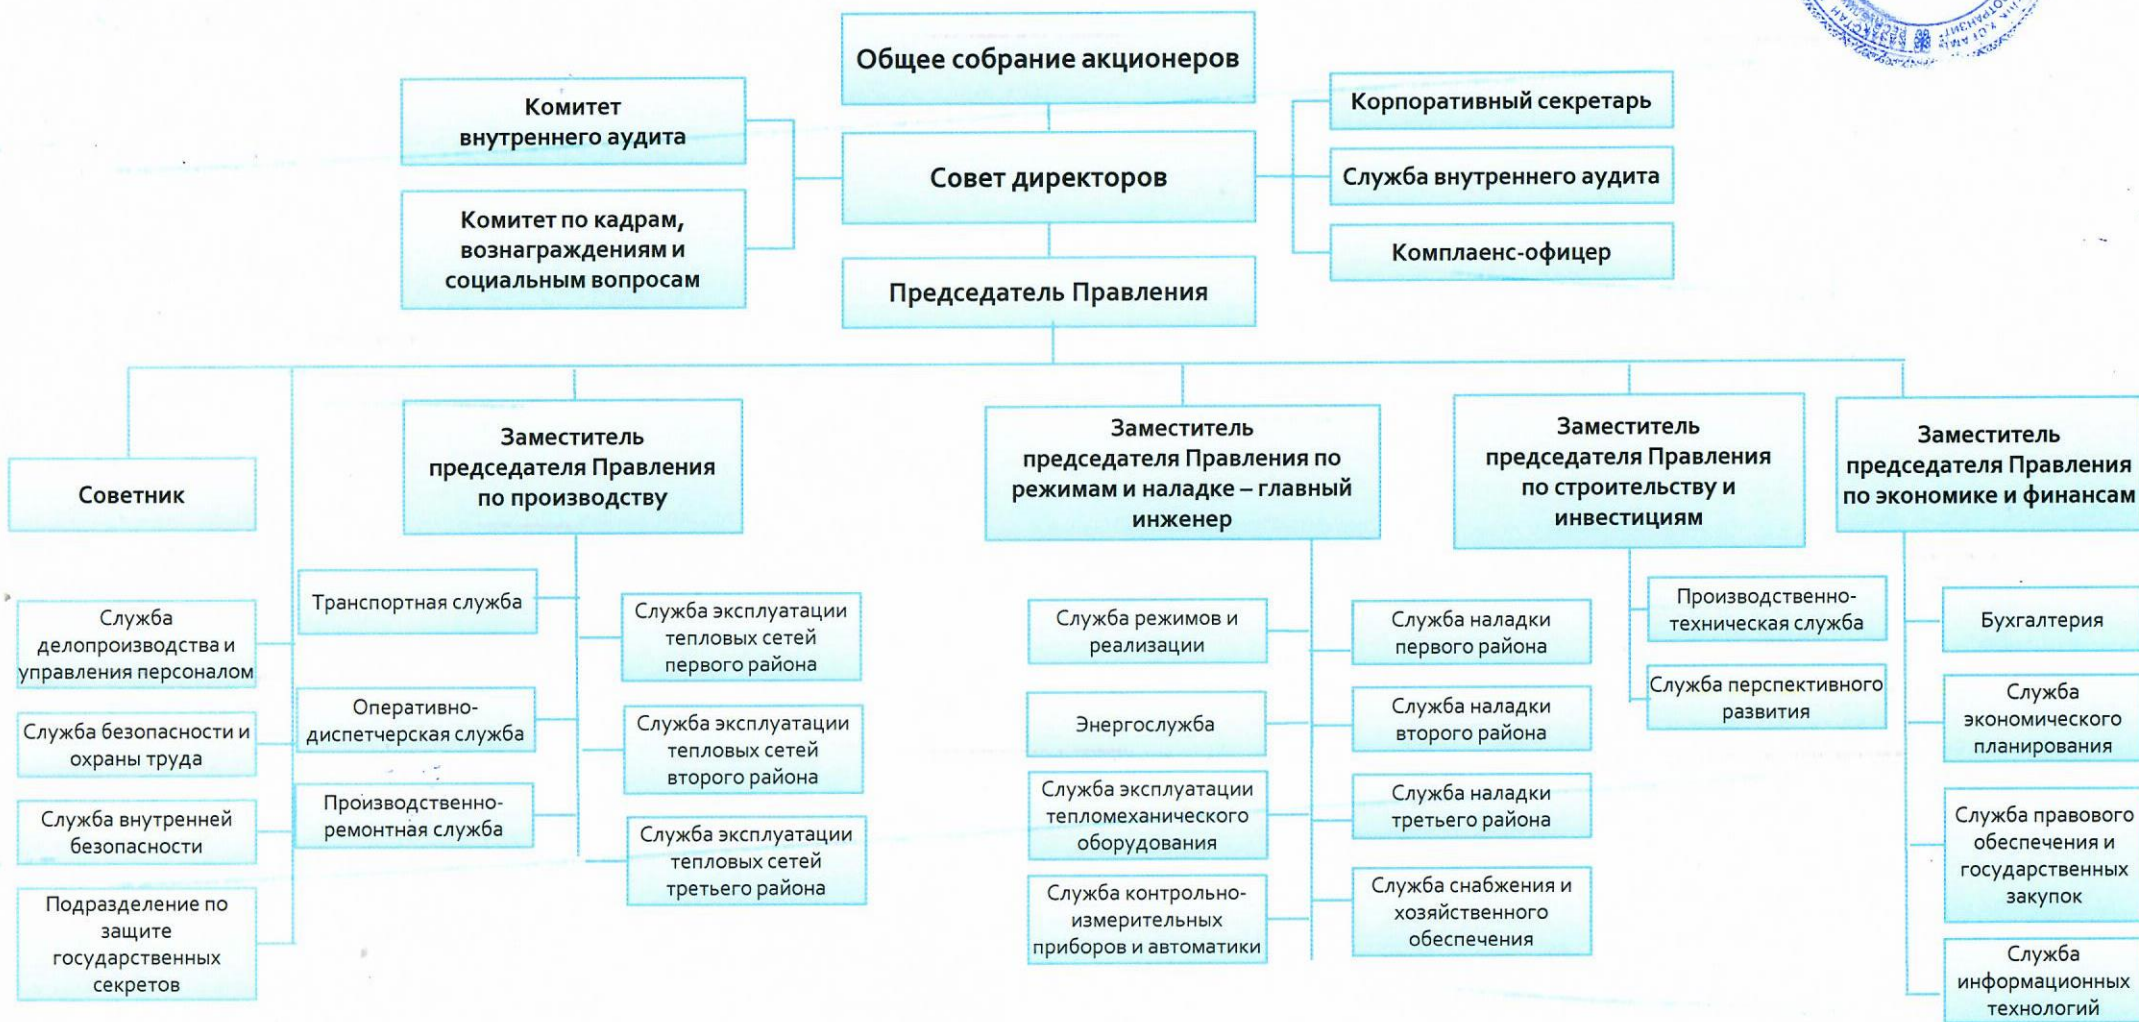 Общее собрание акционеров
Комитет
внутреннего аудита
Комитет по кадрам,
вознаграждениям и
социальным вопросам
Совет директоров
Корпоративный секретарь
Служба внутреннего аудита
Комплаенс-офицер
Председатель Правления
Советник
Служба
делопроизводства и
управления персоналом
Служба безопасности и
охраны труда
Служба внутренней
безопасности
Подразделение по
защите
государственных
секретов
Заместитель
председателя Правления
по производству
Транспортная служба
Оперативно-
диспетчерская служба
Производственно-
ремонтная служба
Служба эксплуатации
тепловых сетей
первого района
Служба эксплуатации
тепловых сетей
второго района
Служба эксплуатации
тепловых сетей
третьего района
Заместитель
председателя Правления по
режимам и наладке – главный
инженер
Служба режимов и
реализации
Энергослужба
Служба эксплуатации
тепломеханического
оборудования
Служба контрольно-
измерительных
приборов и автоматики
Служба наладки
первого района
Служба наладки
второго района
Служба наладки
третьего района
Служба снабжения и
хозяйственного
обеспечения
Заместитель
председателя Правления
по строительству и
инвестициям
Производственно-
техническая служба
Служба перспективного
развития
Заместитель
председателя Правления
по экономике и финансам
Бухгалтерия
Служба
экономического
планирования
Служба правового
обеспечения и
государственных
закупок
Служба
информационных
технологий